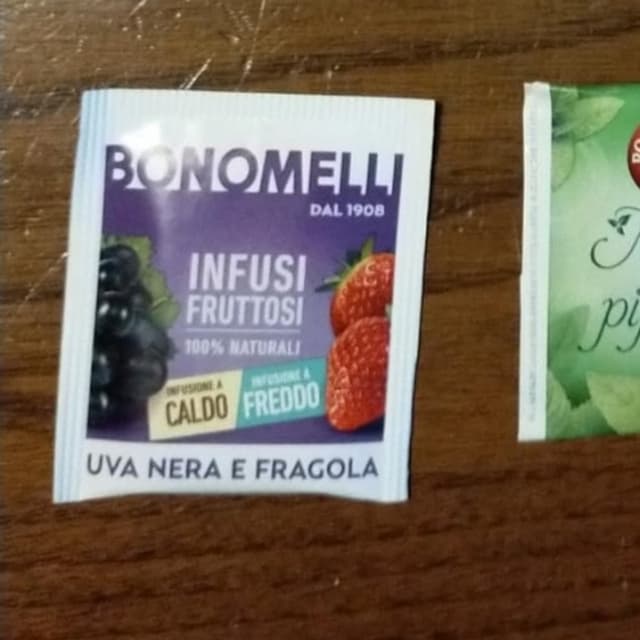 BONOMELLI
DAL 1908
INFUSI
FRUTTOSI
100% NATURALI
INFUSIONE A
CALDO
INFUSIONE A
FREDDO
UVA NERA E FRAGOLA